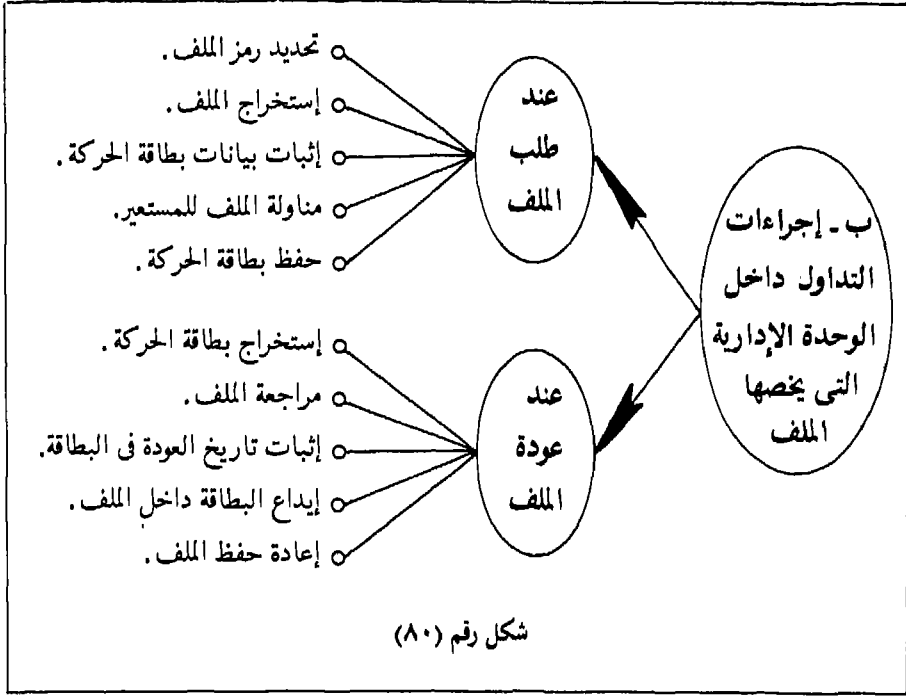 ب - إجراءات
التداول داخل
الوحدة الإدارية
التى يخصها
الملف
عند
طلب
الملف
تحديد رمز الملف.
إستخراج الملف.
إثبات بيانات بطاقة الحركة.
مناولة الملف للمستعير.
حفظ بطاقة الحركة.
عند
عودة
الملف
إستخراج بطاقة الحركة.
مراجعة الملف.
إثبات تاريخ العودة فى البطاقة.
إيداع البطاقة داخل الملف.
إعادة حفظ الملف.
شكل رقم (٨٠)